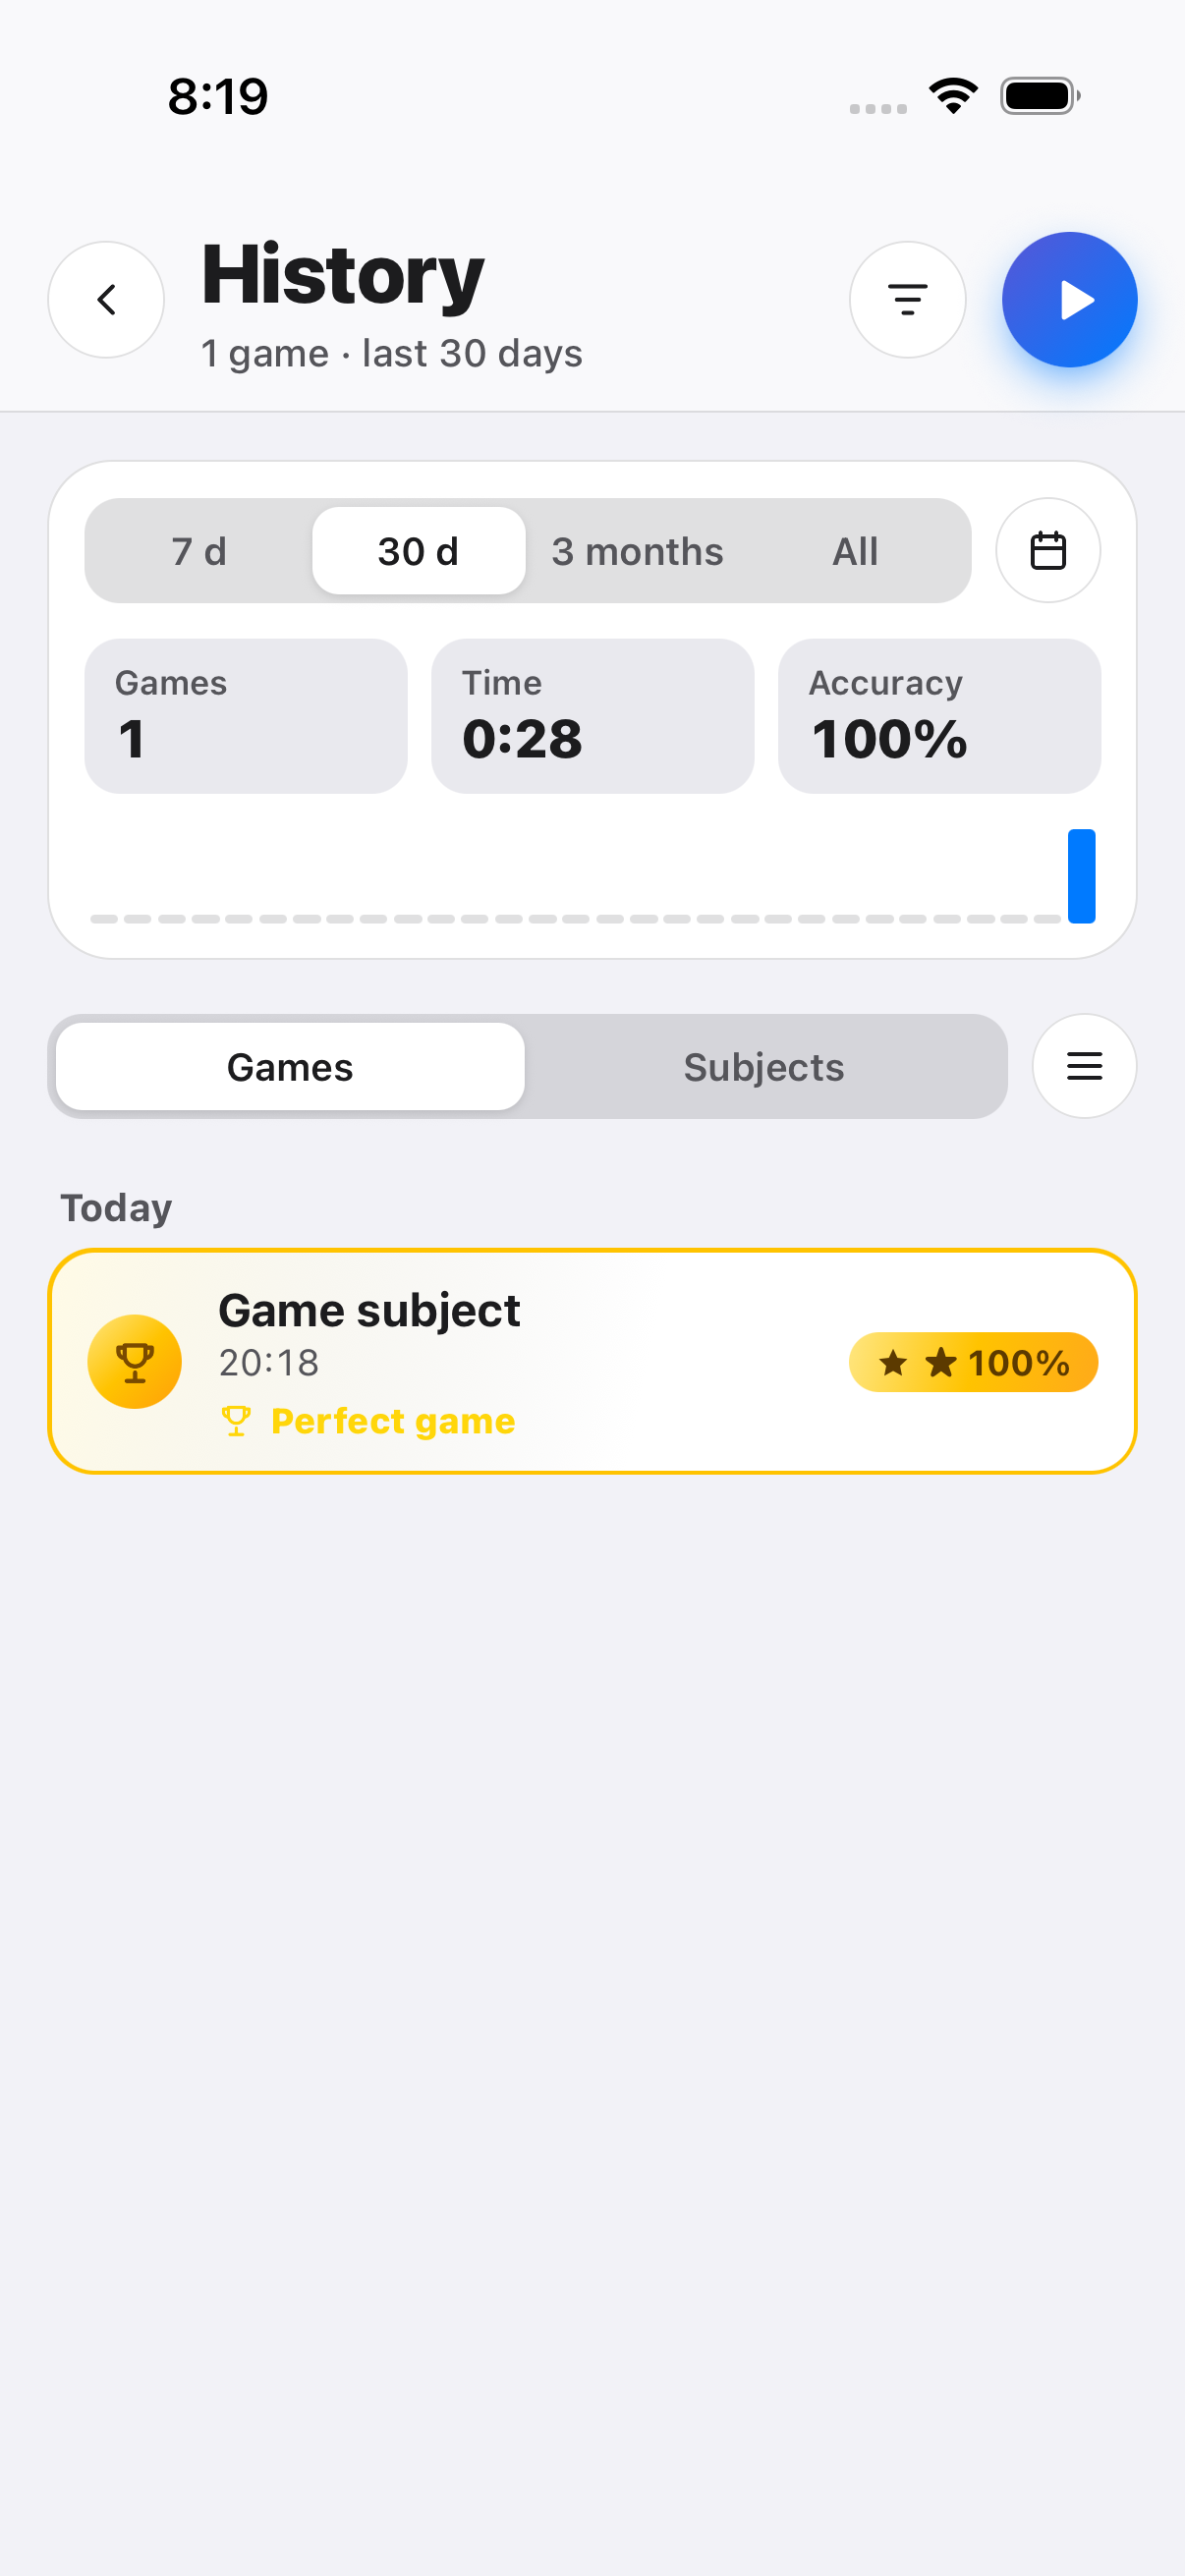 8:19
History
1 game · last 30 days
7 d
30 d
3 months
All
Games
Time
Accuracy
1
0:28
100%
Games
Subjects
Today
Game subject
20:18
★ ★ 100%
Perfect game